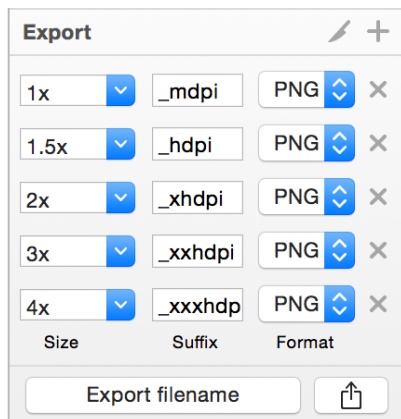 Export
1x _mdpi PNG
1.5x _hdpi PNG
2x _xhdpi PNG
3x _xxhdpi PNG
4x _xxxhdp PNG
Size Suffix Format
Export filename